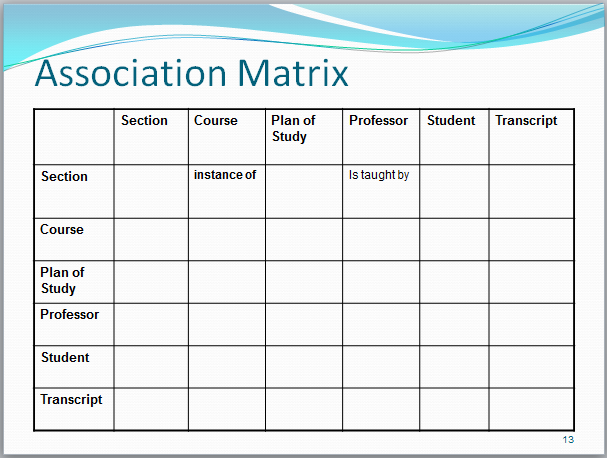 Association Matrix
Section Course Plan of Professor Student Transcript
Study
Section instance of Is taught by
Course
Plan of
Study
Professor
Student
Transcript
13